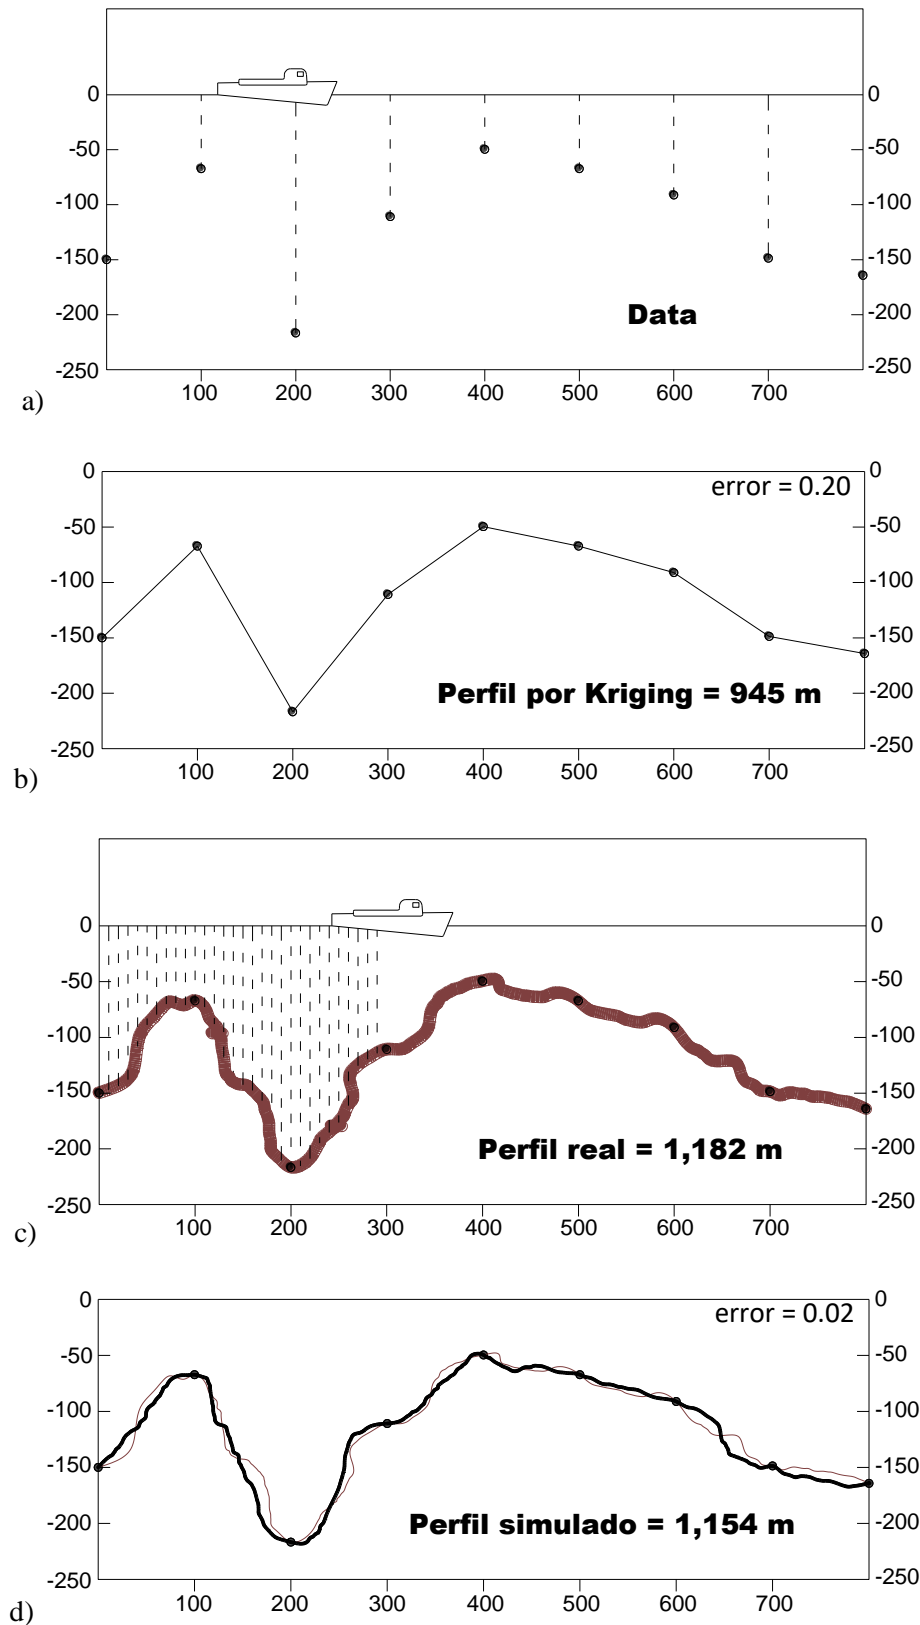 0 0
-50 -50
-100 -100
-150 -150
-200 -200
Data
-250 -250
100 200 300 400 500 600 700
a)
0 0
error = 0.20
-50 -50
-100 -100
-150 -150
-200 -200
Perfil por Kriging = 945 m
-250 -250
100 200 300 400 500 600 700
b)
0 0
-50 -50
-100 -100
-150 -150
Perfil real = 1,182 m
-200 -200
-250 -250
100 200 300 400 500 600 700
c)
0 0
error = 0.02
-50 -50
-100 -100
-150 -150
-200 -200
Perfil simulado = 1,154 m
-250 -250
100 200 300 400 500 600 700
d)